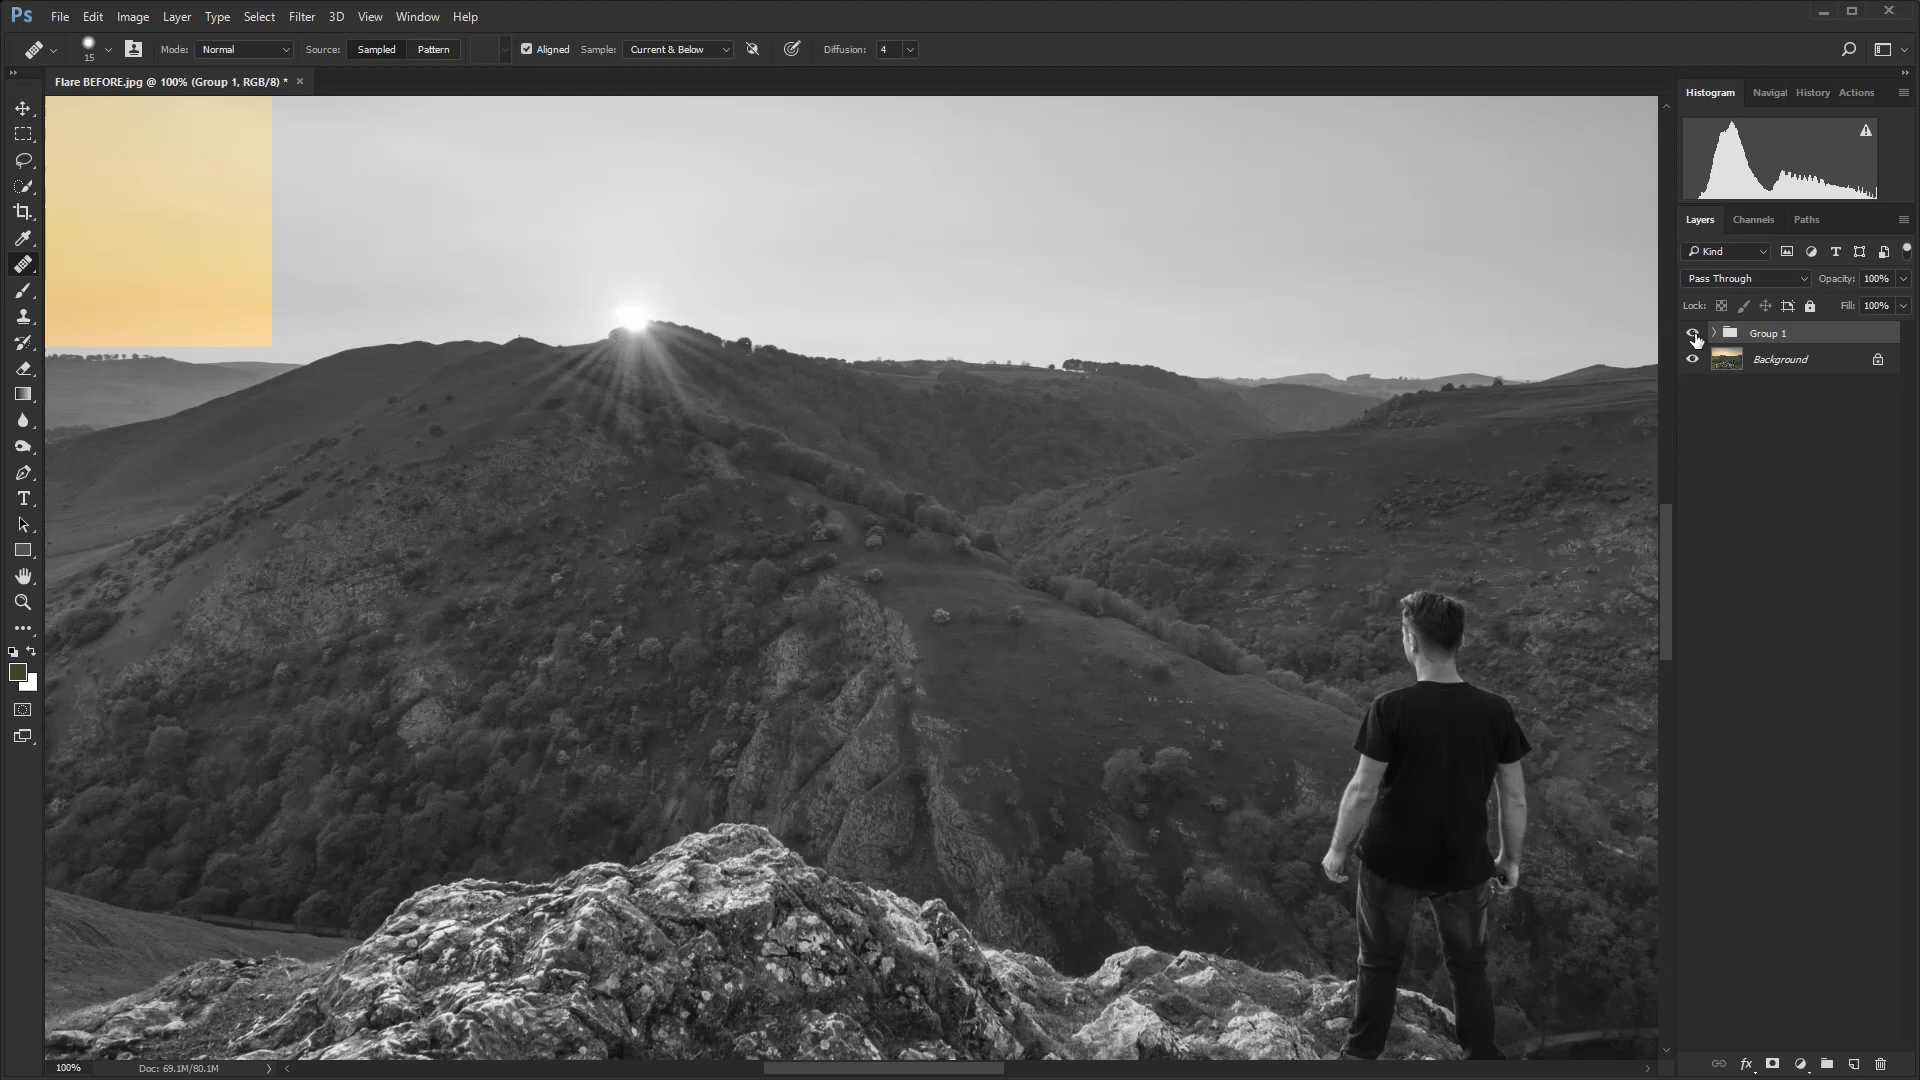 Ps File Edit Image Layer Type Select Filter 3D View Window Help
15 Mode: Normal Source: Sampled Pattern Aligned Sample: Current & Below Diffusion: 4
Flare BEFORE.jpg @ 100% (Group 1, RGB/8) *
Histogram Navigat History Actions
Layers Channels Paths
Kind
Pass Through Opacity: 100%
Lock: Fill: 100%
Group 1
Background
100% Doc: 69.1M/80.1M
fx